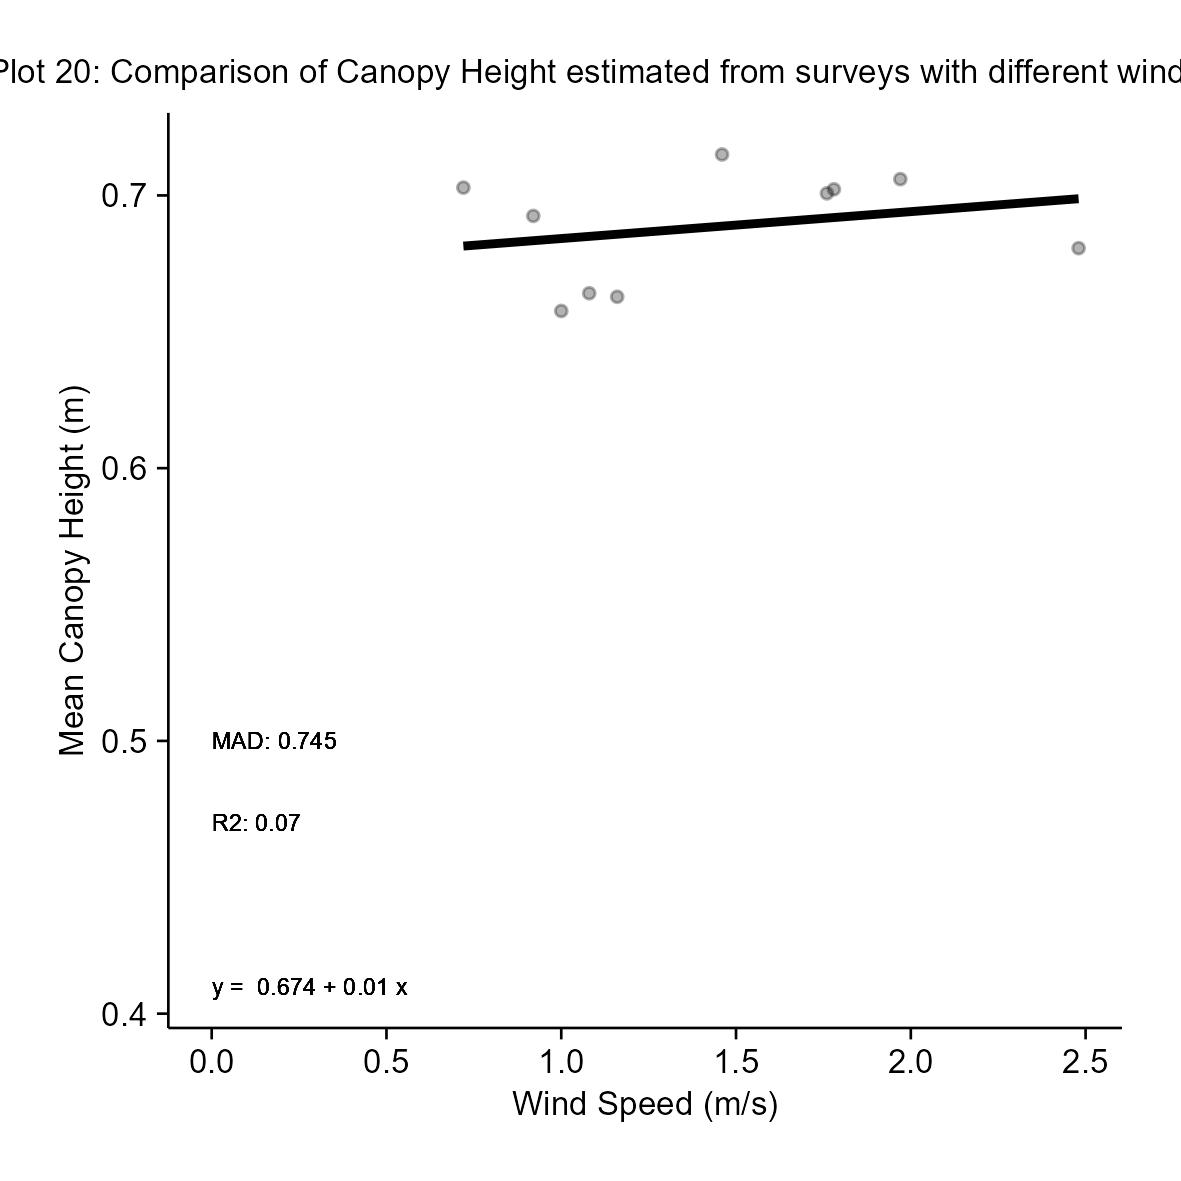 Plot 20: Comparison of Canopy Height estimated from surveys with different wind
0.7
0.6
0.5
0.4
Mean Canopy Height (m)
MAD: 0.745
R2: 0.07
y =  0.674 + 0.01 x
0.0 0.5 1.0 1.5 2.0 2.5
Wind Speed (m/s)